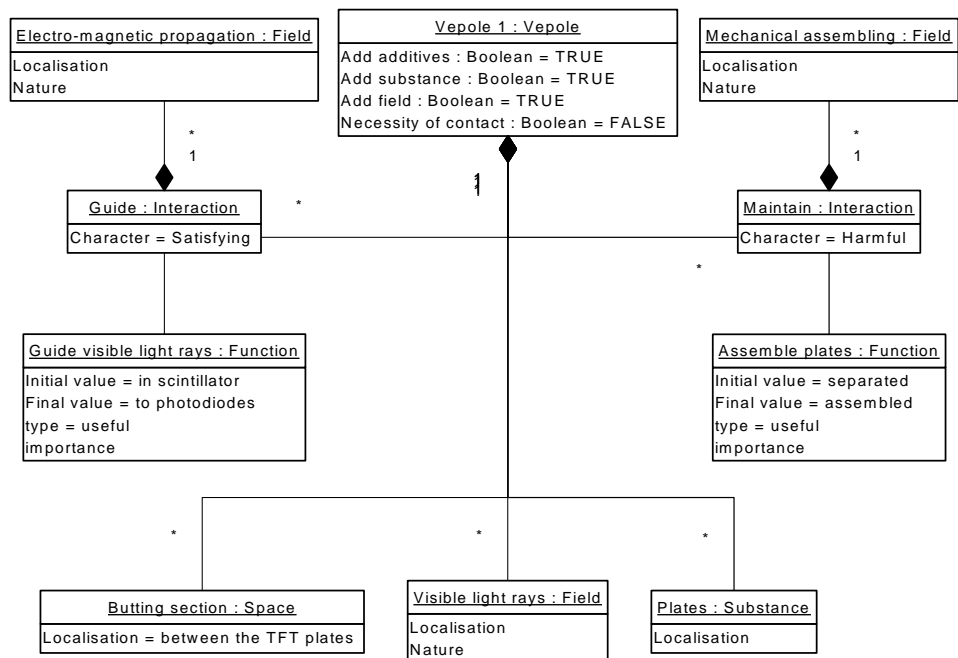 Electro-magnetic propagation : Field
Localisation
Nature
Vepole 1 : Vepole
Add additives : Boolean = TRUE
Add substance : Boolean = TRUE
Add field : Boolean = TRUE
Necessity of contact : Boolean = FALSE
Mechanical assembling : Field
Localisation
Nature
*
1
1
1
1
*
1
Guide : Interaction
Character = Satisfying
*
Maintain : Interaction
Character = Harmful
*
Guide visible light rays : Function
Initial value = in scintillator
Final value = to photodiodes
type = useful
importance
Assemble plates : Function
Initial value = separated
Final value = assembled
type = useful
importance
*
*
*
Butting section : Space
Localisation = between the TFT plates
Visible light rays : Field
Localisation
Nature
Plates : Substance
Localisation